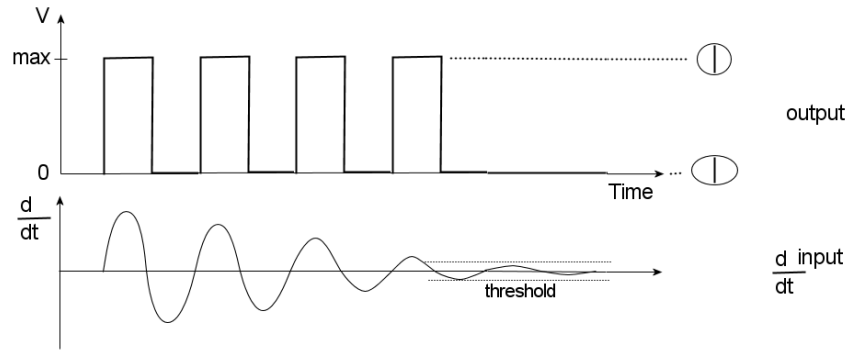 V
max
output
0
Time
d
dt
d input
dt
threshold